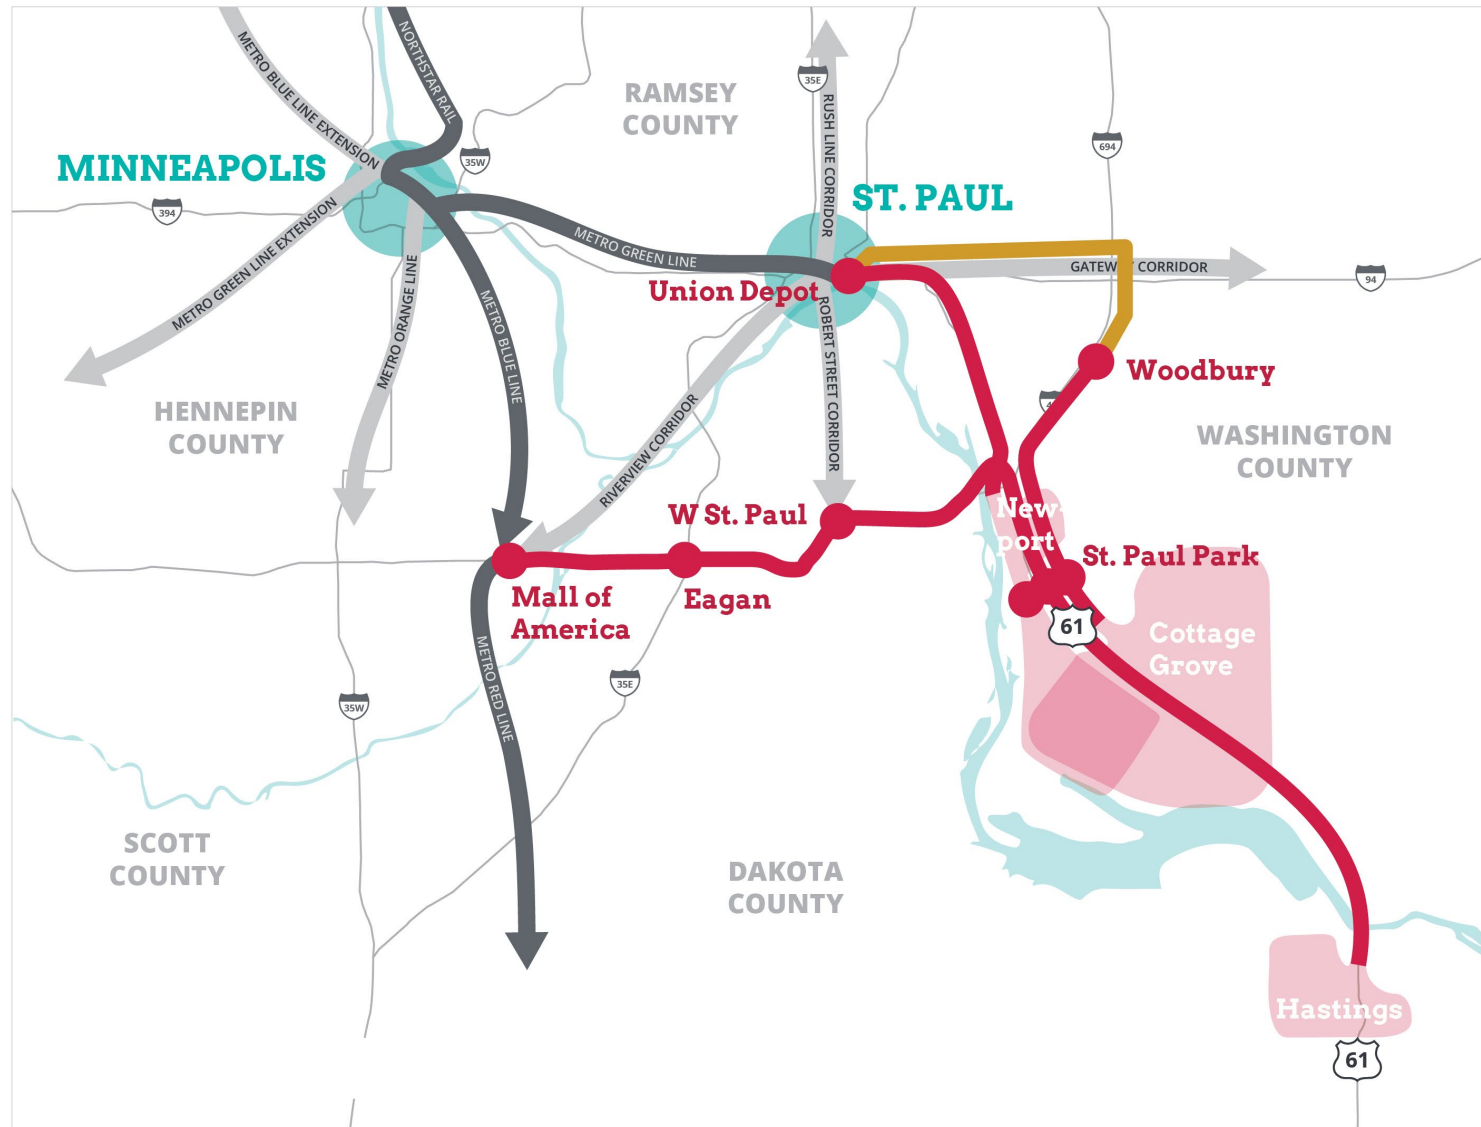 METRO BLUE LINE EXTENSION
NORTHSTAR RAIL
RAMSEY
COUNTY
35E
RUSH LINE CORRIDOR
694
35W
MINNEAPOLIS
394
METRO GREEN LINE EXTENSION
METRO ORANGE LINE
METRO GREEN LINE
ST. PAUL
Union Depot
GATEWAY CORRIDOR
94
METRO BLUE LINE
ROBERT STREET CORRIDOR
Woodbury
HENNEPIN
COUNTY
RIVERVIEW CORRIDOR
WASHINGTON
COUNTY
W St. Paul
New-
port
St. Paul Park
Mall of
America
Eagan
61
Cottage
Grove
METRO RED LINE
35E
35W
SCOTT
COUNTY
DAKOTA
COUNTY
Hastings
61